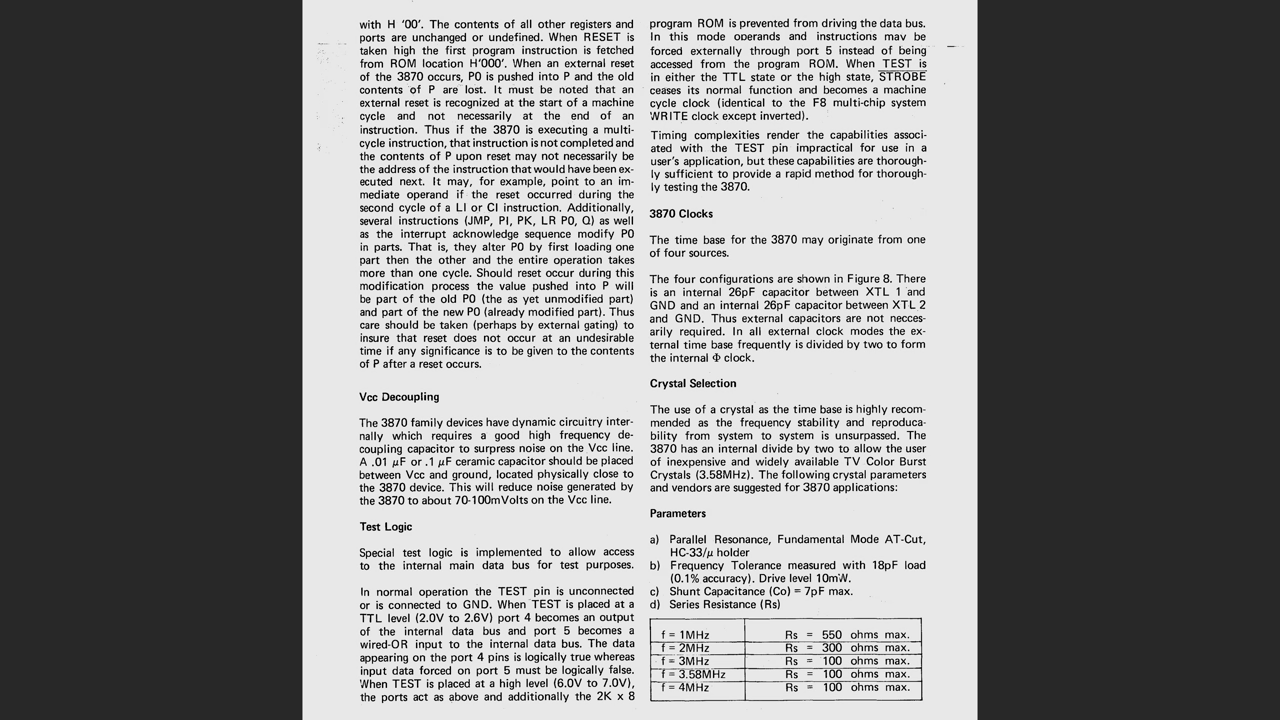 with H '00'. The contents of all other registers and
ports are unchanged or undefined. When RESET is
taken high the first program instruction is fetched
from ROM location H'000'. When an external reset
of the 3870 occurs, P0 is pushed into P and the old
contents of P are lost. It must be noted that an
external reset is recognized at the start of a machine
cycle and not necessarily at the end of an
instruction. Thus if the 3870 is executing a multi-
cycle instruction, that instruction is not completed and
the contents of P upon reset may not necessarily be
the address of the instruction that would have been ex-
ecuted next. It may, for example, point to an im-
mediate operand if the reset occurred during the
second cycle of a LI or CI instruction. Additionally,
several instructions (JMP, PI, PK, LR P0, Q) as well
as the interrupt acknowledge sequence modify P0
in parts. That is, they alter P0 by first loading one
part then the other and the entire operation takes
more than one cycle. Should reset occur during this
modification process the value pushed into P will
be part of the old P0 (the as yet unmodified part)
and part of the new P0 (already modified part). Thus
care should be taken (perhaps by external gating) to
insure that reset does not occur at an undesirable
time if any significance is to be given to the contents
of P after a reset occurs.
Vcc Decoupling
The 3870 family devices have dynamic circuitry inter-
nally which requires a good high frequency de-
coupling capacitor to surpress noise on the Vcc line.
A .01 μF or .1 μF ceramic capacitor should be placed
between Vcc and ground, located physically close to
the 3870 device. This will reduce noise generated by
the 3870 to about 70-100mVolts on the Vcc line.
Test Logic
Special test logic is implemented to allow access
to the internal main data bus for test purposes.
In normal operation the TEST pin is unconnected
or is connected to GND. When TEST is placed at a
TTL level (2.0V to 2.6V) port 4 becomes an output
of the internal data bus and port 5 becomes a
wired-OR input to the internal data bus. The data
appearing on the port 4 pins is logically true whereas
input data forced on port 5 must be logically false.
When TEST is placed at a high level (6.0V to 7.0V),
the ports act as above and additionally the 2K x 8
program ROM is prevented from driving the data bus.
In this mode operands and instructions may be
forced externally through port 5 instead of being
accessed from the program ROM. When TEST is
in either the TTL state or the high state, STROBE
ceases its normal function and becomes a machine
cycle clock (identical to the F8 multi-chip system
WRITE clock except inverted).
Timing complexities render the capabilities associ-
ated with the TEST pin impractical for use in a
user's application, but these capabilities are thorough-
ly sufficient to provide a rapid method for thorough-
ly testing the 3870.
3870 Clocks
The time base for the 3870 may originate from one
of four sources.
The four configurations are shown in Figure 8. There
is an internal 26pF capacitor between XTL 1 and
GND and an internal 26pF capacitor between XTL 2
and GND. Thus external capacitors are not neccess-
arily required. In all external clock modes the ex-
ternal time base frequently is divided by two to form
the internal Φ clock.
Crystal Selection
The use of a crystal as the time base is highly recom-
mended as the frequency stability and reproduca-
bility from system to system is unsurpassed. The
3870 has an internal divide by two to allow the user
of inexpensive and widely available TV Color Burst
Crystals (3.58MHz). The following crystal parameters
and vendors are suggested for 3870 applications:
Parameters
a) Parallel Resonance, Fundamental Mode AT-Cut,
HC-33/μ holder
b) Frequency Tolerance measured with 18pF load
(0.1% accuracy). Drive level 10mW.
c) Shunt Capacitance (Co) = 7pF max.
d) Series Resistance (Rs)
f = 1MHz Rs = 550 ohms max.
f = 2MHz Rs = 300 ohms max.
f = 3MHz Rs = 100 ohms max.
f = 3.58MHz Rs = 100 ohms max.
f = 4MHz Rs = 100 ohms max.